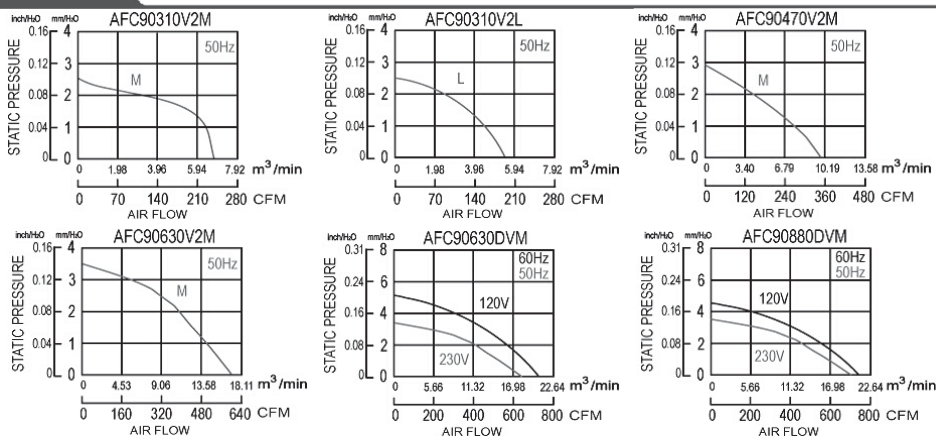 inch/H₂O mm/H₂O AFC90310V2M
STATIC PRESSURE
0.16 4
0.12 3
0.08 2
0.04 1
0 0
50Hz
M
0 1.98 3.96 5.94 7.92 m³/min
0 70 140 210 280 CFM
AIR FLOW
inch/H₂O mm/H₂O AFC90310V2L
STATIC PRESSURE
0.16 4
0.12 3
0.08 2
0.04 1
0 0
50Hz
L
0 1.98 3.96 5.94 7.92 m³/min
0 70 140 210 280 CFM
AIR FLOW
inch/H₂O mm/H₂O AFC90470V2M
STATIC PRESSURE
0.16 4
0.12 3
0.08 2
0.04 1
0 0
50Hz
M
0 3.40 6.79 10.19 13.58 m³/min
0 120 240 360 480 CFM
AIR FLOW
inch/H₂O mm/H₂O AFC90630V2M
STATIC PRESSURE
0.16 4
0.12 3
0.08 2
0.04 1
0 0
50Hz
M
0 4.53 9.06 13.58 18.11 m³/min
0 160 320 480 640 CFM
AIR FLOW
inch/H₂O mm/H₂O AFC90630DVM
STATIC PRESSURE
0.31 8
0.24 6
0.16 4
0.08 2
0 0
60Hz
50Hz
120V
230V
0 5.66 11.32 16.98 22.64 m³/min
0 200 400 600 800 CFM
AIR FLOW
inch/H₂O mm/H₂O AFC90880DVM
STATIC PRESSURE
0.31 8
0.24 6
0.16 4
0.08 2
0 0
60Hz
50Hz
120V
230V
0 5.66 11.32 16.98 22.64 m³/min
0 200 400 600 800 CFM
AIR FLOW